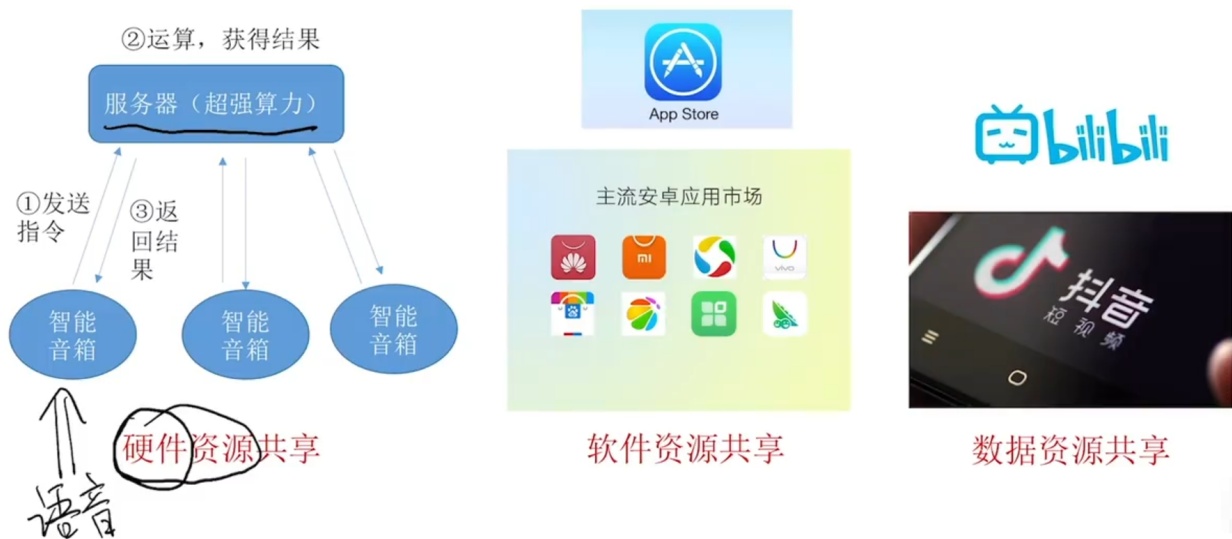 ②运算，获得结果
服务器（超强算力）
①发送
指令
③返
回结
果
智能
音箱
智能
音箱
智能
音箱
硬件资源共享
语音
App Store
主流安卓应用市场
mi
vivo
软件资源共享
bilibili
抖音
短视频
数据资源共享